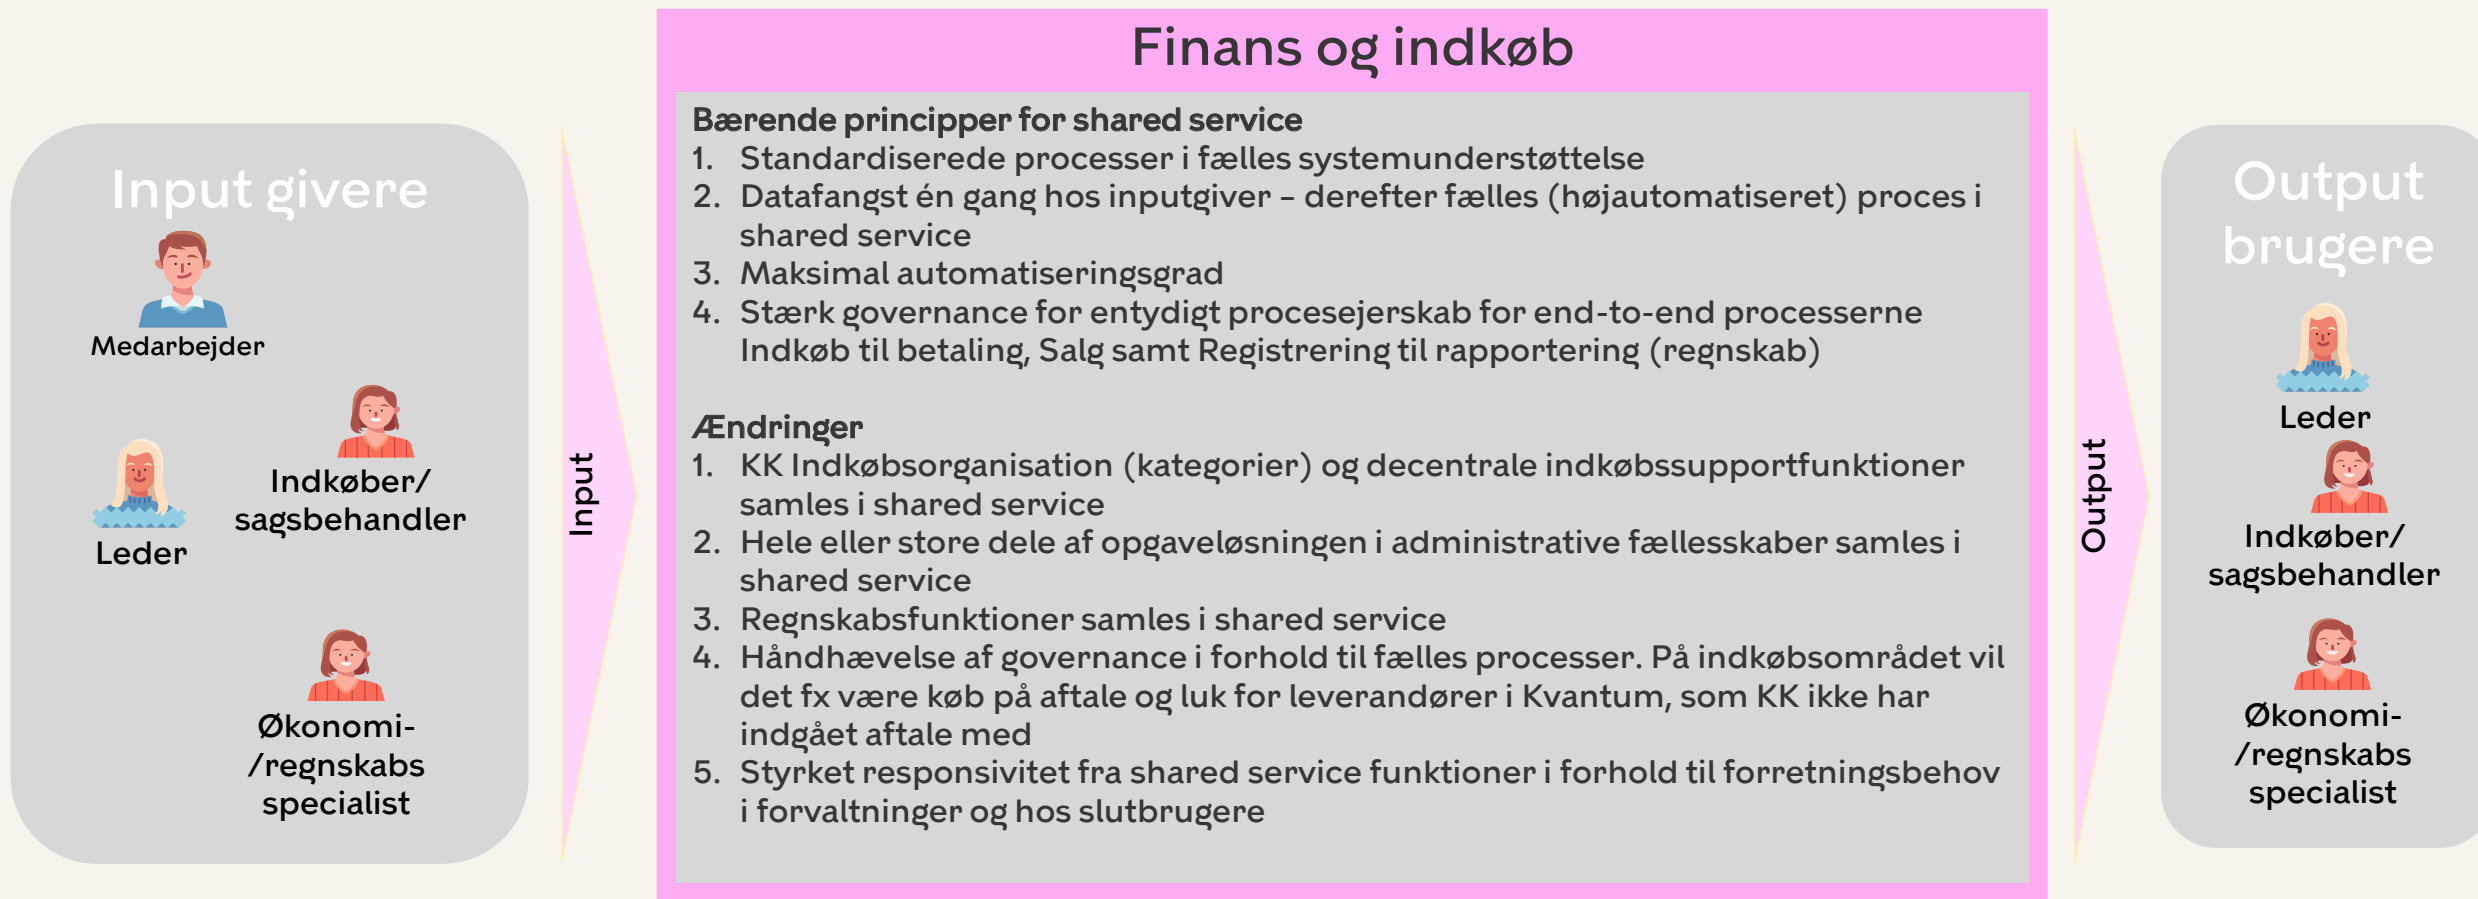 Finans og indkøb
Input givere
Medarbejder
Indkøber/
sagsbehandler
Leder
Økonomi-
/regnskabs
specialist
Input
Bærende principper for shared service
1. Standardiserede processer i fælles systemunderstøttelse
2. Datafangst én gang hos inputgiver – derefter fælles (højautomatiseret) proces i
shared service
3. Maksimal automatiseringsgrad
4. Stærk governance for entydigt procesejerskab for end-to-end processerne
Indkøb til betaling, Salg samt Registrering til rapportering (regnskab)
Ændringer
1. KK Indkøbsorganisation (kategorier) og decentrale indkøbssupportfunktioner
samles i shared service
2. Hele eller store dele af opgaveløsningen i administrative fællesskaber samles i
shared service
3. Regnskabsfunktioner samles i shared service
4. Håndhævelse af governance i forhold til fælles processer. På indkøbsområdet vil
det fx være køb på aftale og luk for leverandører i Kvantum, som KK ikke har
indgået aftale med
5. Styrket responsivitet fra shared service funktioner i forhold til forretningsbehov
i forvaltninger og hos slutbrugere
Output
Output
brugere
Leder
Indkøber/
sagsbehandler
Økonomi-
/regnskabs
specialist